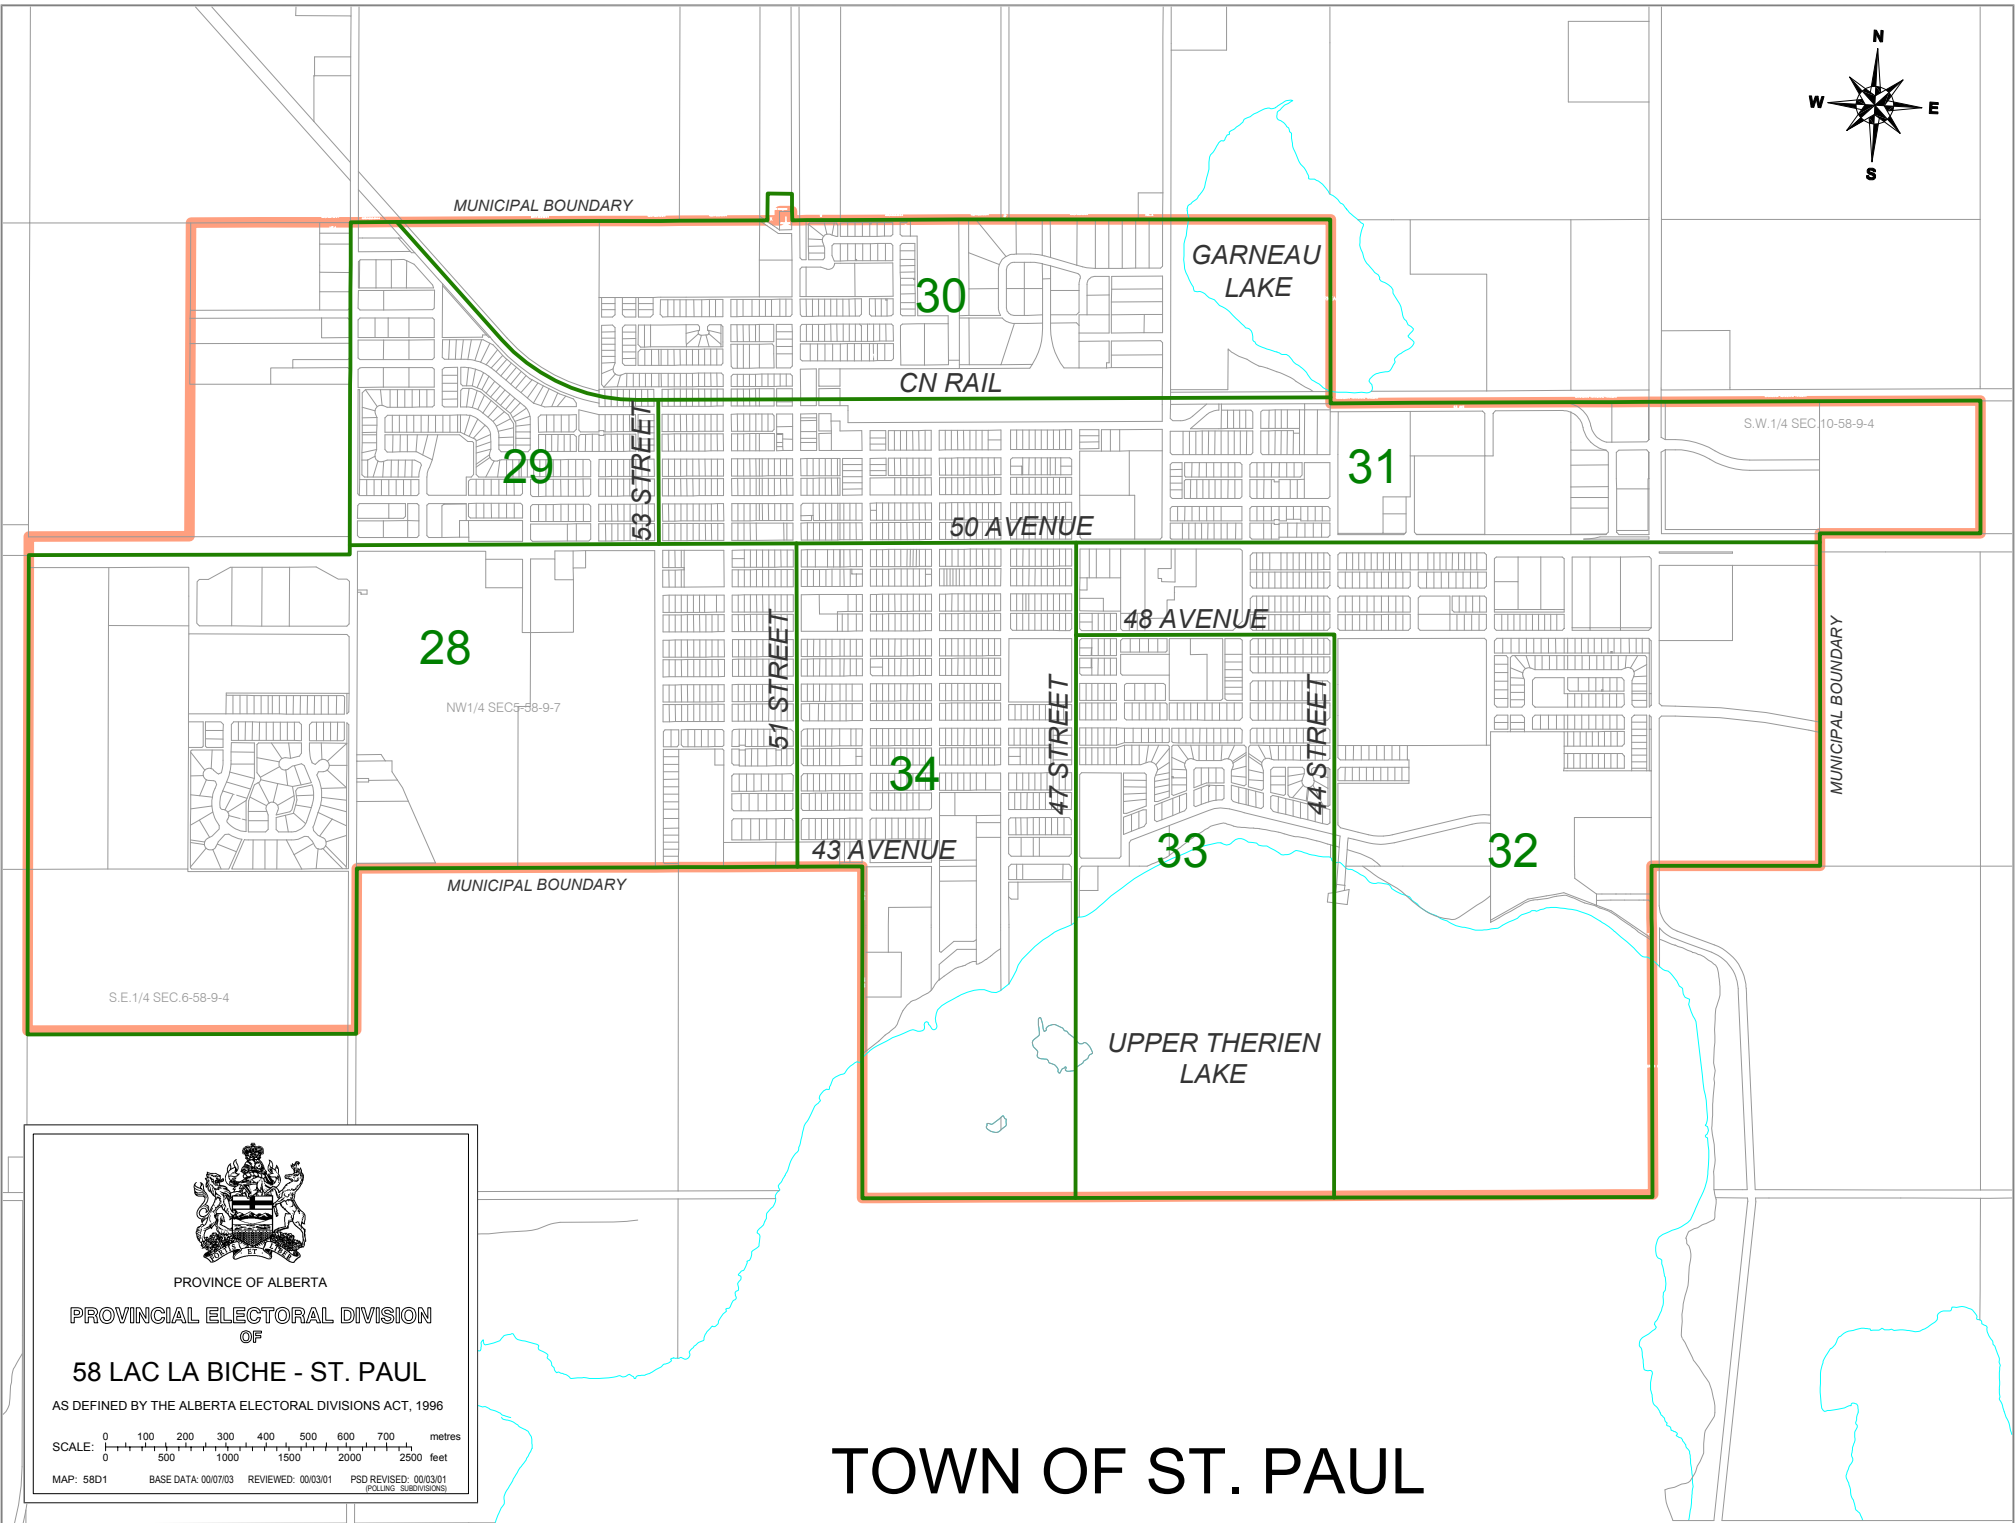 N
W
E
S
MUNICIPAL BOUNDARY
GARNEAU
LAKE
30
CN RAIL
S.W.1/4 SEC.10-58-9-4
29
53 STREET
31
50 AVENUE
28
48 AVENUE
NW1/4 SEC5-58-9-7
51 STREET
47 STREET
44 STREET
MUNICIPAL BOUNDARY
34
43 AVENUE
33
32
MUNICIPAL BOUNDARY
S.E.1/4 SEC.6-58-9-4
UPPER THERIEN
LAKE
FORTIS ET LIBER
PROVINCE OF ALBERTA
PROVINCIAL ELECTORAL DIVISION
OF
58 LAC LA BICHE - ST. PAUL
AS DEFINED BY THE ALBERTA ELECTORAL DIVISIONS ACT, 1996
0 100 200 300 400 500 600 700 metres
SCALE:
0 500 1000 1500 2000 2500 feet
MAP: 58D1 BASE DATA: 00/07/03 REVIEWED: 00/03/01 PSD REVISED: 00/03/01
(POLLING SUBDIVISIONS)
TOWN OF ST. PAUL